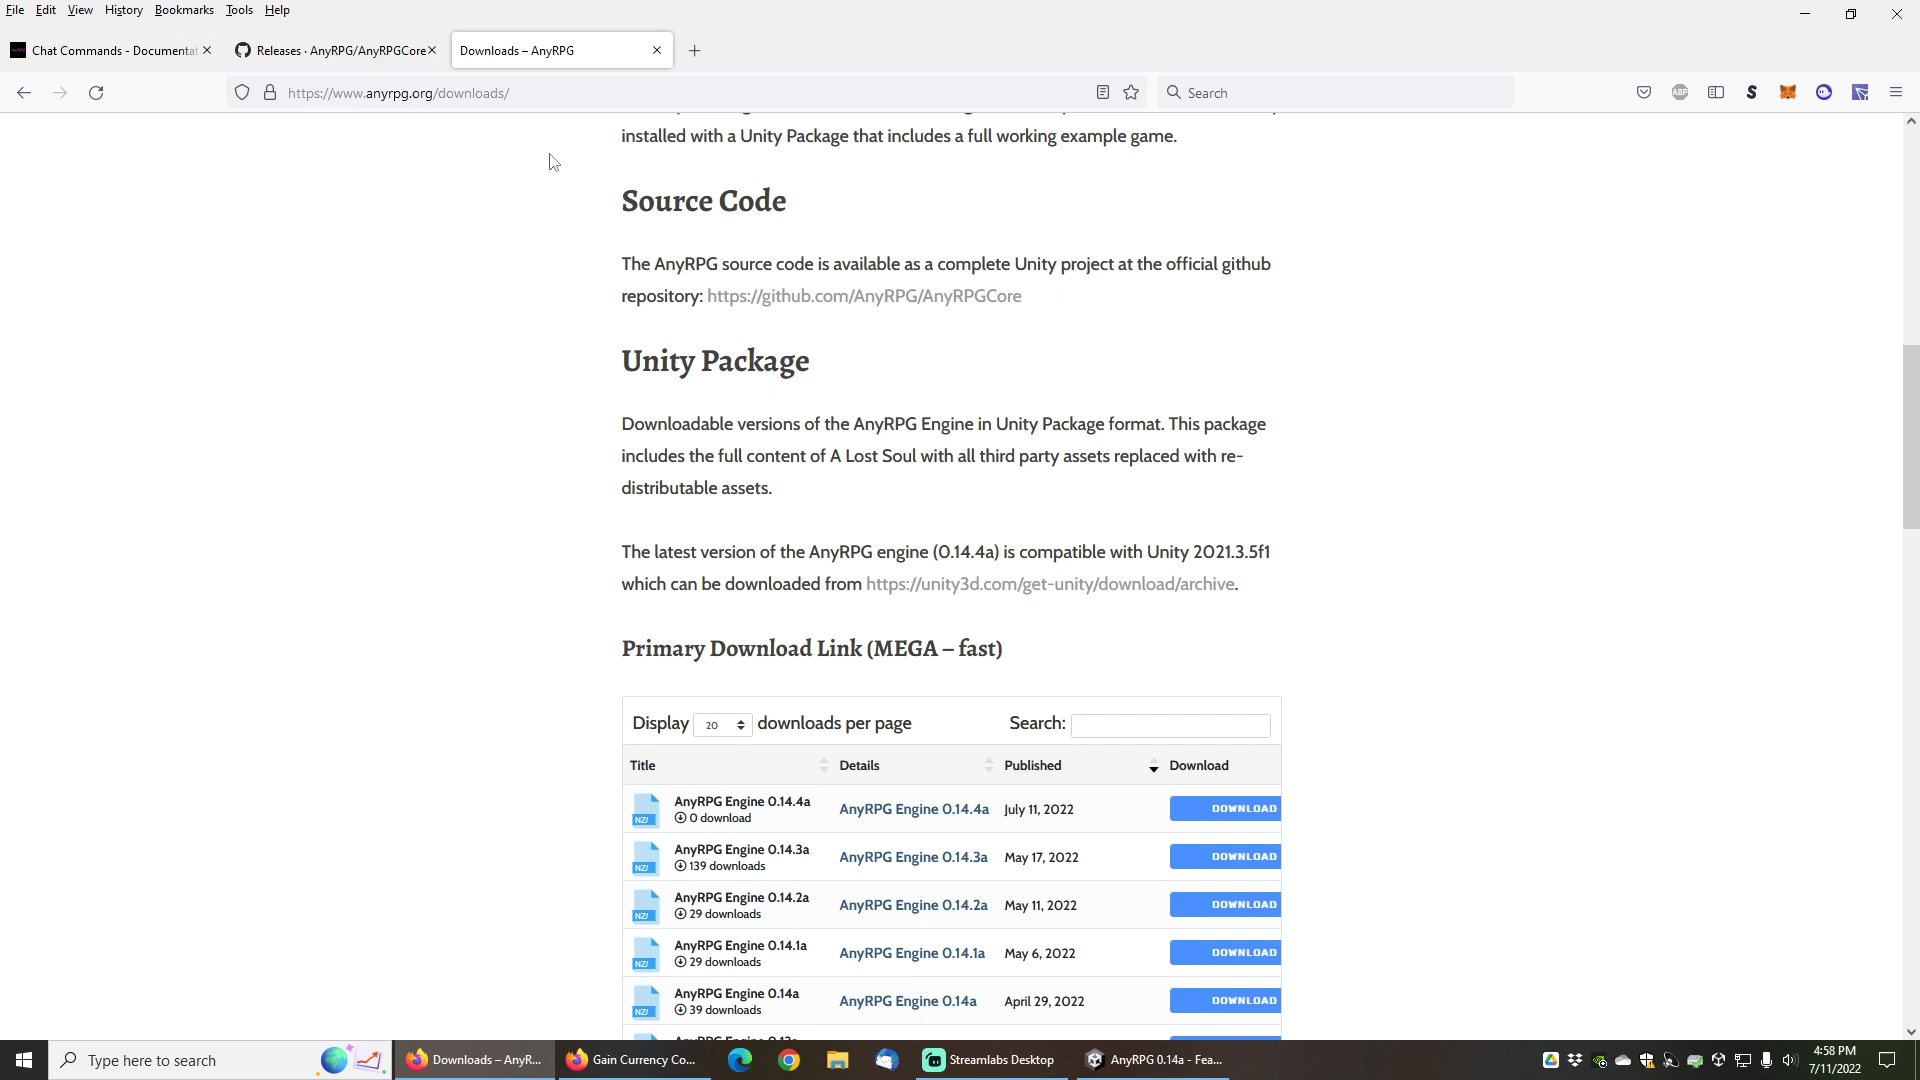 File Edit View History Bookmarks Tools Help
Chat Commands - Documentat
Releases · AnyRPG/AnyRPGCore
Downloads – AnyRPG
https://www.anyrpg.org/downloads/
Search
ABP
installed with a Unity Package that includes a full working example game.
Source Code
The AnyRPG source code is available as a complete Unity project at the official github
repository: https://github.com/AnyRPG/AnyRPGCore
Unity Package
Downloadable versions of the AnyRPG Engine in Unity Package format. This package
includes the full content of A Lost Soul with all third party assets replaced with re-
distributable assets.
The latest version of the AnyRPG engine (0.14.4a) is compatible with Unity 2021.3.5f1
which can be downloaded from https://unity3d.com/get-unity/download/archive.
Primary Download Link (MEGA – fast)
Display 20 downloads per page Search:
Title Details Published Download
AnyRPG Engine 0.14.4a
0 download
AnyRPG Engine 0.14.4a July 11, 2022 DOWNLOAD
AnyRPG Engine 0.14.3a
139 downloads
AnyRPG Engine 0.14.3a May 17, 2022 DOWNLOAD
AnyRPG Engine 0.14.2a
29 downloads
AnyRPG Engine 0.14.2a May 11, 2022 DOWNLOAD
AnyRPG Engine 0.14.1a
29 downloads
AnyRPG Engine 0.14.1a May 6, 2022 DOWNLOAD
AnyRPG Engine 0.14a
39 downloads
AnyRPG Engine 0.14a April 29, 2022 DOWNLOAD
Type here to search
Downloads – AnyR...
Gain Currency Co...
Streamlabs Desktop
AnyRPG 0.14a - Fea...
4:58 PM
7/11/2022